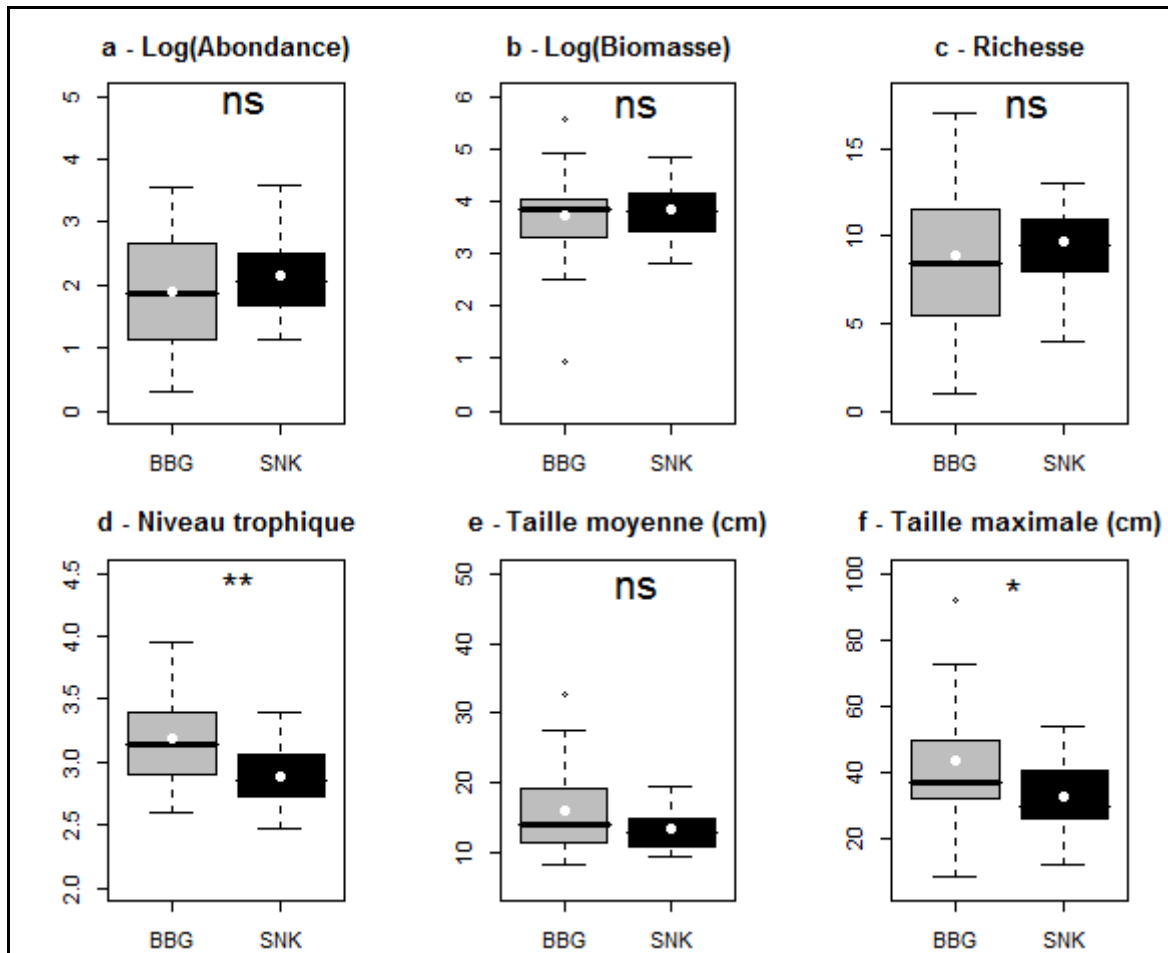 a - Log(Abondance)
ns
5
4
3
2
1
0
BBG SNK
b - Log(Biomasse)
ns
6
5
4
3
2
1
0
BBG SNK
c - Richesse
ns
15
10
5
0
BBG SNK
d - Niveau trophique
**
4.5
4.0
3.5
3.0
2.5
2.0
BBG SNK
e - Taille moyenne (cm)
ns
50
40
30
20
10
BBG SNK
f - Taille maximale (cm)
*
100
80
60
40
20
BBG SNK